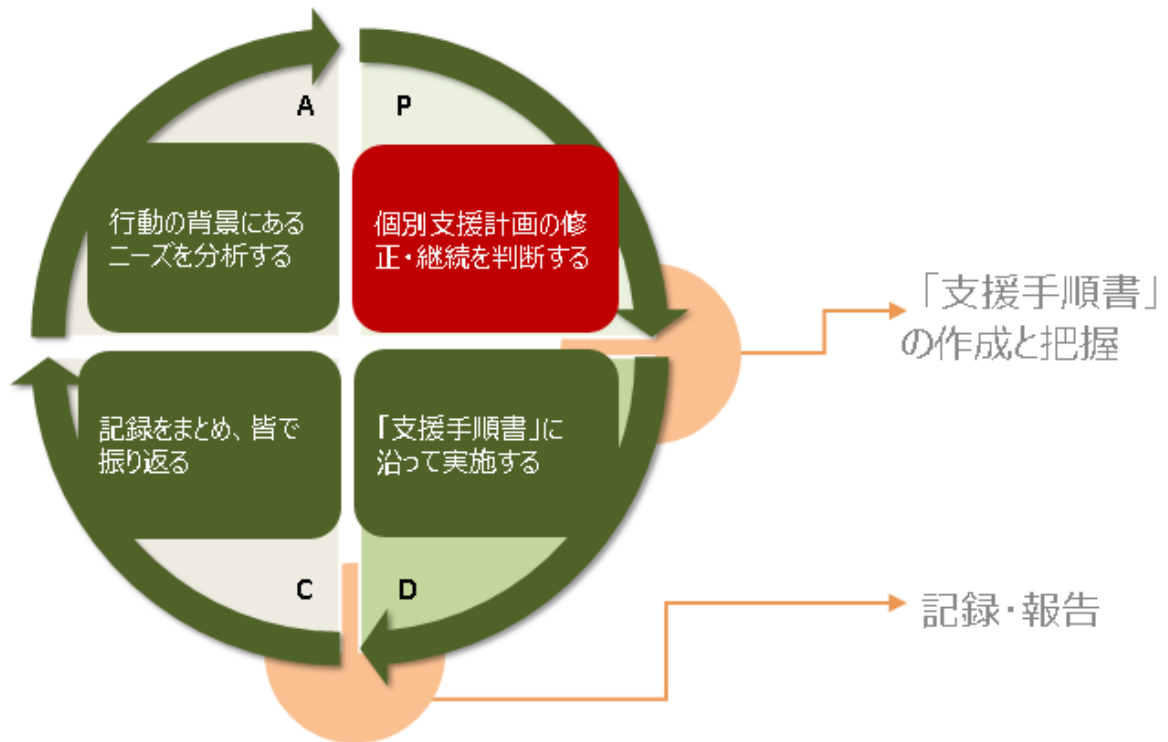 A
P
行動の背景にある
ニーズを分析する
個別支援計画の修
正・継続を判断する
「支援手順書」
の作成と把握
記録をまとめ、皆で
振り返る
「支援手順書」に
沿って実施する
C
D
記録・報告